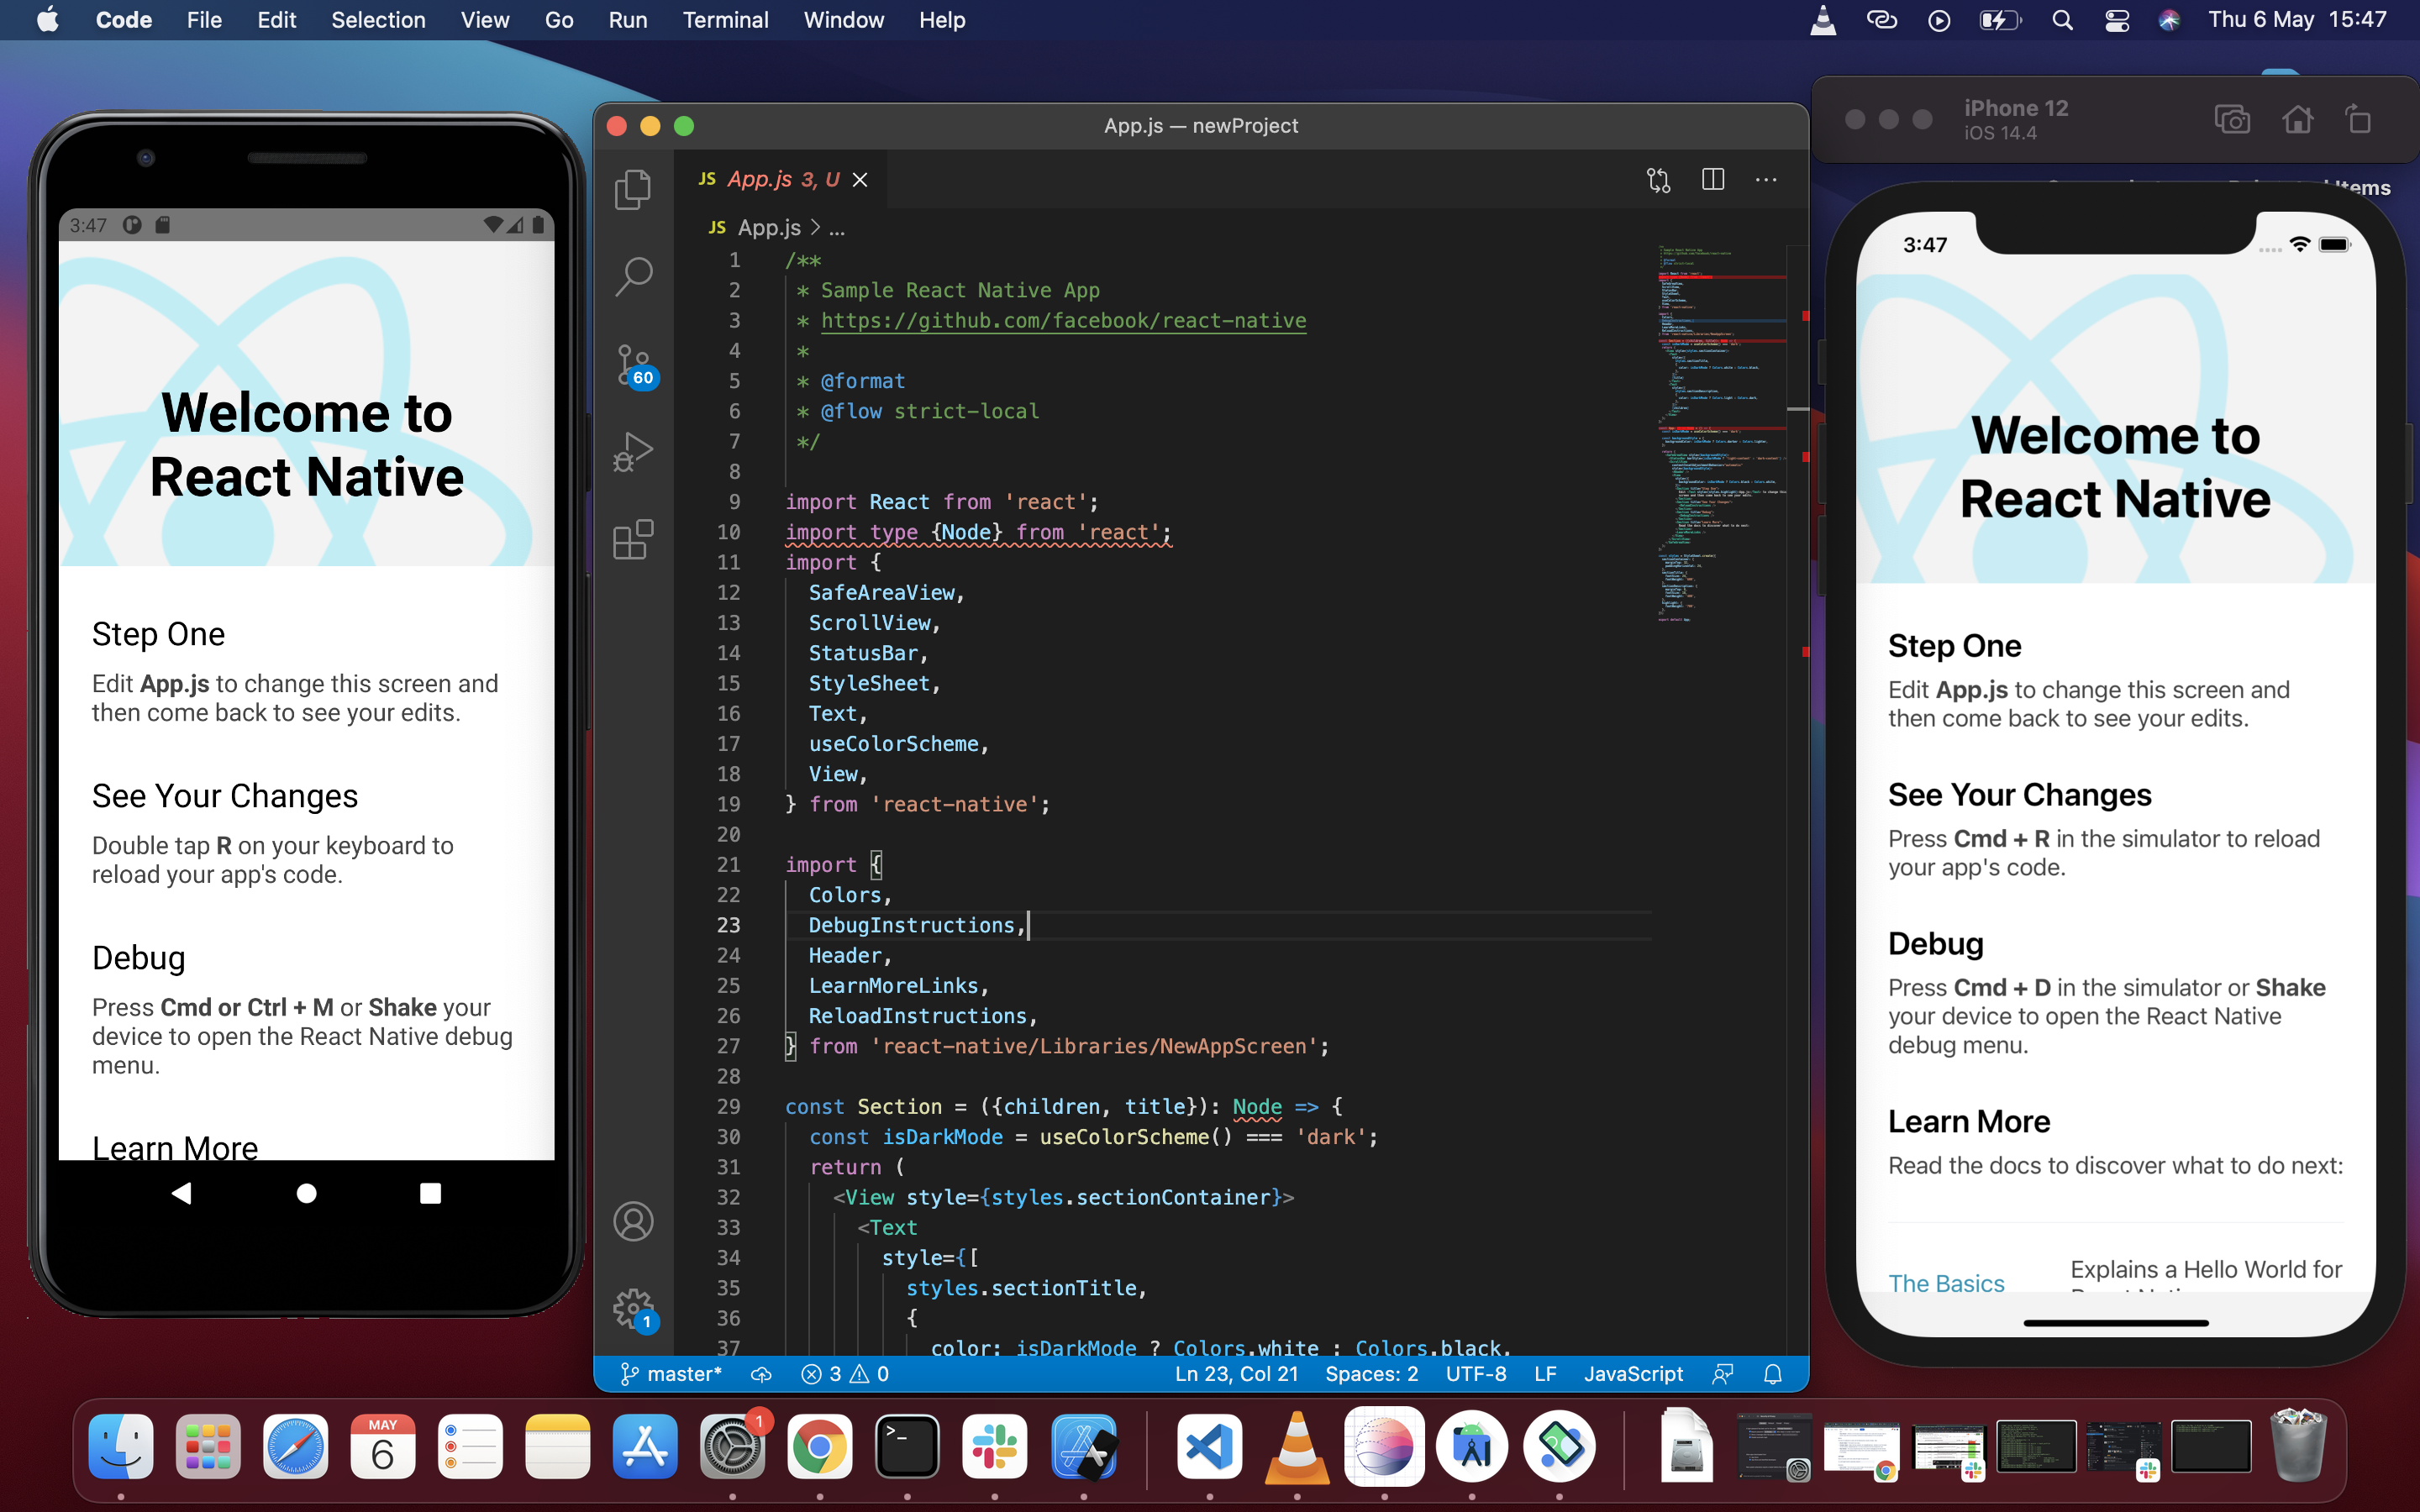 Code File Edit Selection View Go Run Terminal Window Help
Thu 6 May 15:47
3:47
Welcome to
React Native
Step One
Edit App.js to change this screen and
then come back to see your edits.
See Your Changes
Double tap R on your keyboard to
reload your app's code.
Debug
Press Cmd or Ctrl + M or Shake your
device to open the React Native debug
menu.
Learn More
App.js — newProject
JS App.js 3, U
JS App.js > ...
60
1
1 /**
2 * Sample React Native App
3 * https://github.com/facebook/react-native
4 *
5 * @format
6 * @flow strict-local
7 */
8
9 import React from 'react';
10 import type {Node} from 'react';
11 import {
12 SafeAreaView,
13 ScrollView,
14 StatusBar,
15 StyleSheet,
16 Text,
17 useColorScheme,
18 View,
19 } from 'react-native';
20
21 import {
22 Colors,
23 DebugInstructions,
24 Header,
25 LearnMoreLinks,
26 ReloadInstructions,
27 } from 'react-native/Libraries/NewAppScreen';
28
29 const Section = ({children, title}): Node => {
30 const isDarkMode = useColorScheme() === 'dark';
31 return (
32 <View style={styles.sectionContainer}>
33 <Text
34 style={[
35 styles.sectionTitle,
36 {
37 color: isDarkMode ? Colors.white : Colors.black,
master* 3 0 Ln 23, Col 21 Spaces: 2 UTF-8 LF JavaScript
iPhone 12
iOS 14.4
3:47
Welcome to
React Native
Step One
Edit App.js to change this screen and
then come back to see your edits.
See Your Changes
Press Cmd + R in the simulator to reload
your app's code.
Debug
Press Cmd + D in the simulator or Shake
your device to open the React Native
debug menu.
Learn More
Read the docs to discover what to do next:
The Basics
Explains a Hello World for
MAY
6
1